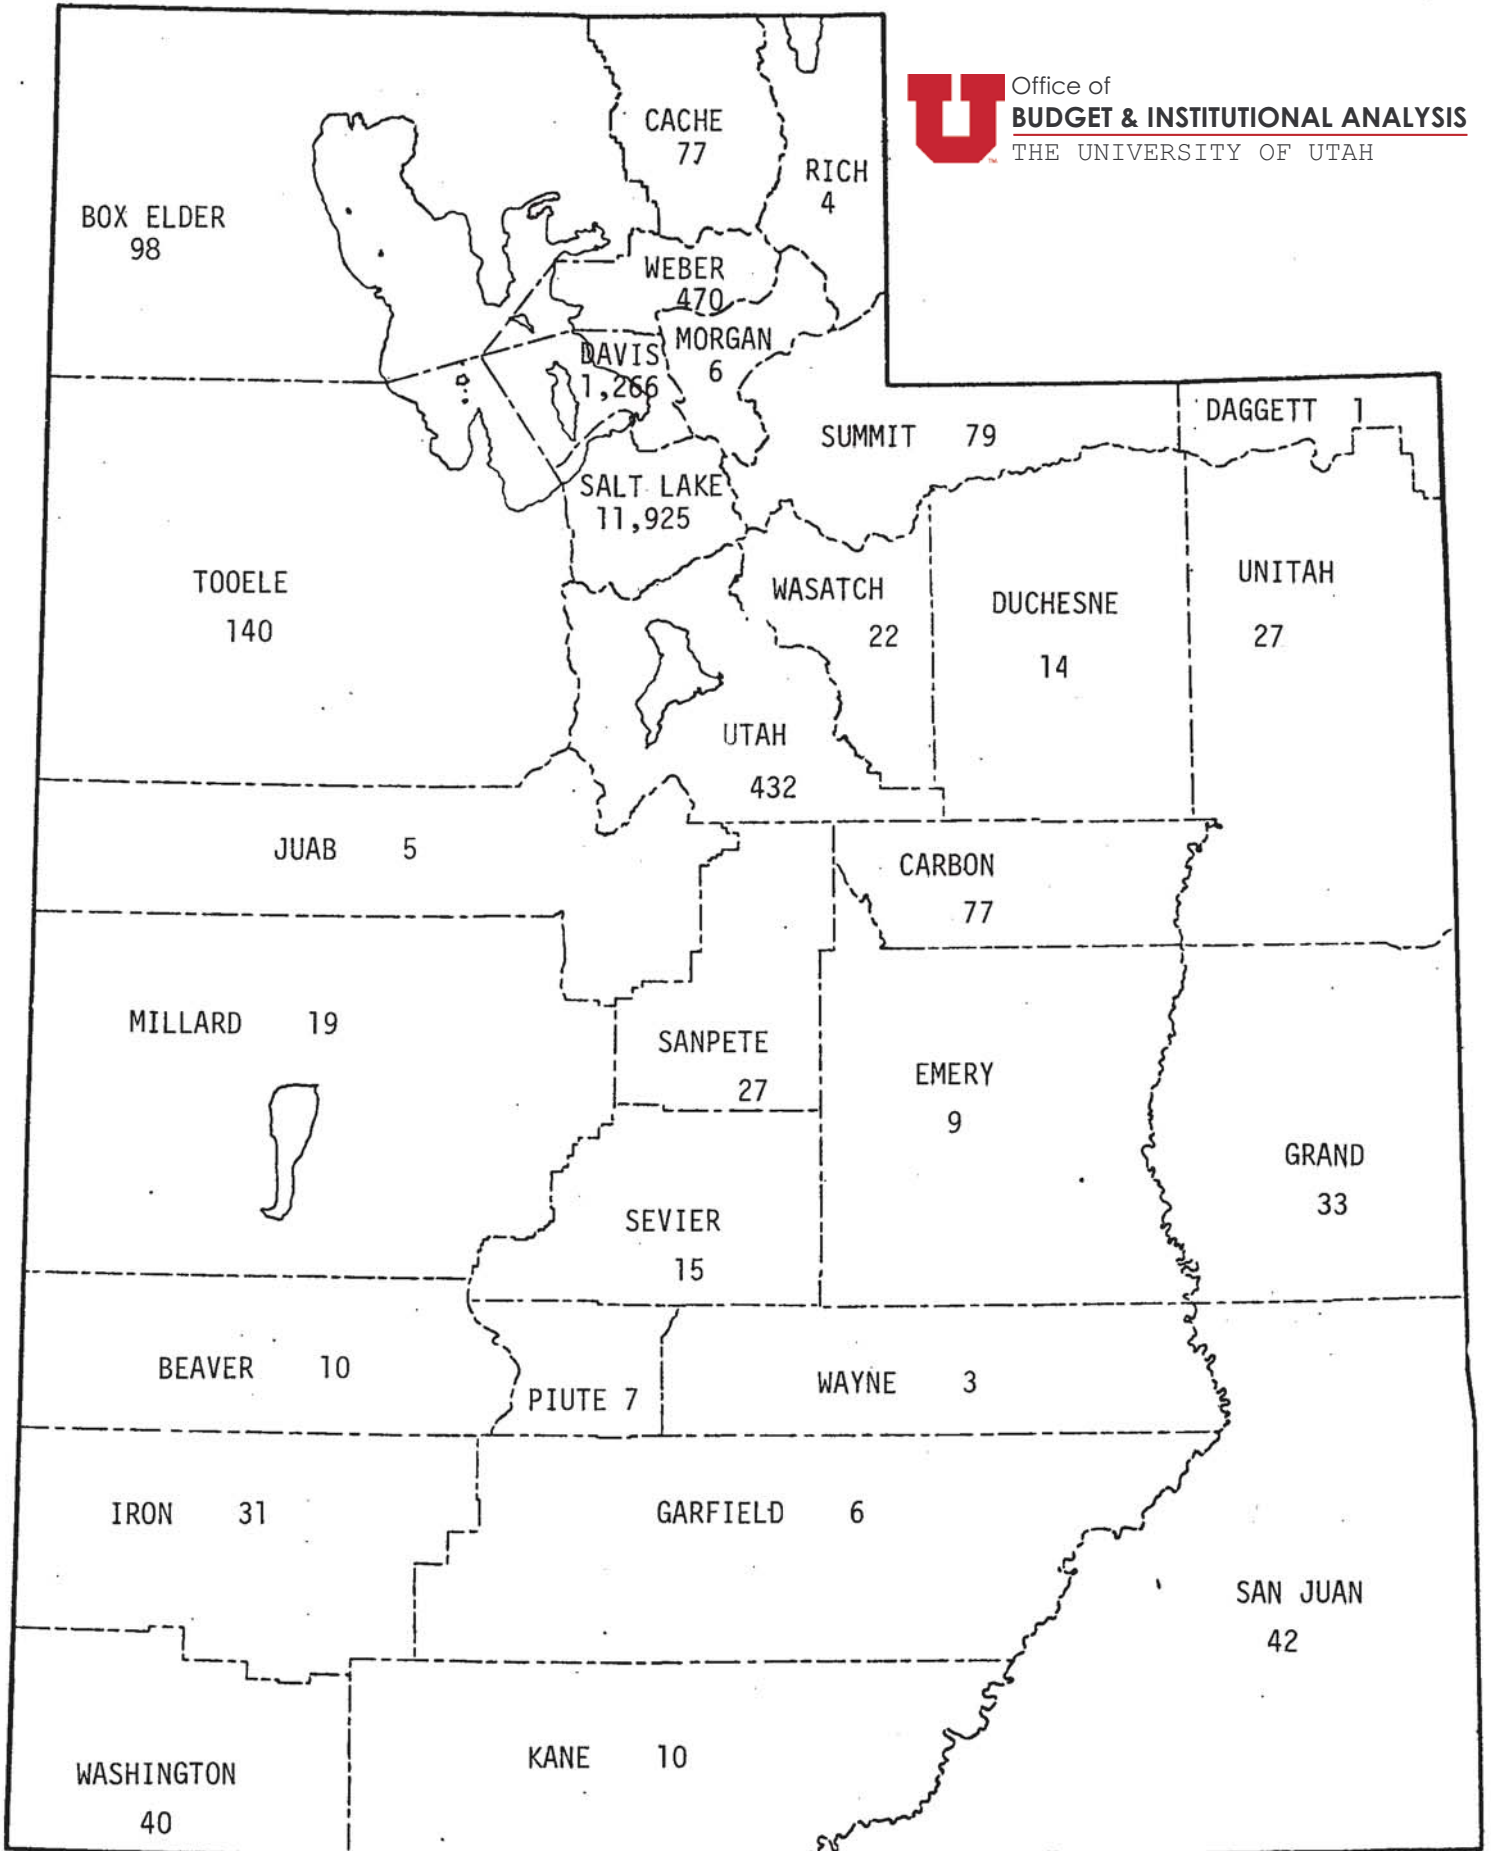 Office of
BUDGET & INSTITUTIONAL ANALYSIS
THE UNIVERSITY OF UTAH
™
CACHE
77
RICH
4
BOX ELDER
98
WEBER
470
MORGAN
6
DAVIS
1,266
SUMMIT 79
DAGGETT 1
SALT LAKE
11,925
TOOELE
140
WASATCH
22
DUCHESNE
14
UNITAH
27
UTAH
432
JUAB 5
CARBON
77
MILLARD 19
SANPETE
27
EMERY
9
GRAND
33
SEVIER
15
BEAVER 10
PIUTE 7
WAYNE 3
IRON 31
GARFIELD 6
SAN JUAN
42
WASHINGTON
40
KANE 10